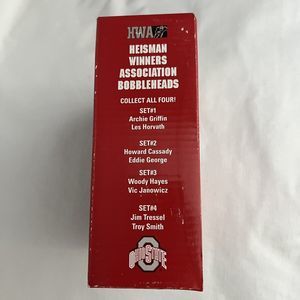 HWA
HEISMAN
WINNERS
ASSOCIATION
BOBBLEHEADS
COLLECT ALL FOUR!
SET#1
Archie Griffin
Les Horvath
SET#2
Howard Cassady
Eddie George
SET#3
Woody Hayes
Vic Janowicz
SET#4
Jim Tressel
Troy Smith
OHIO STATE